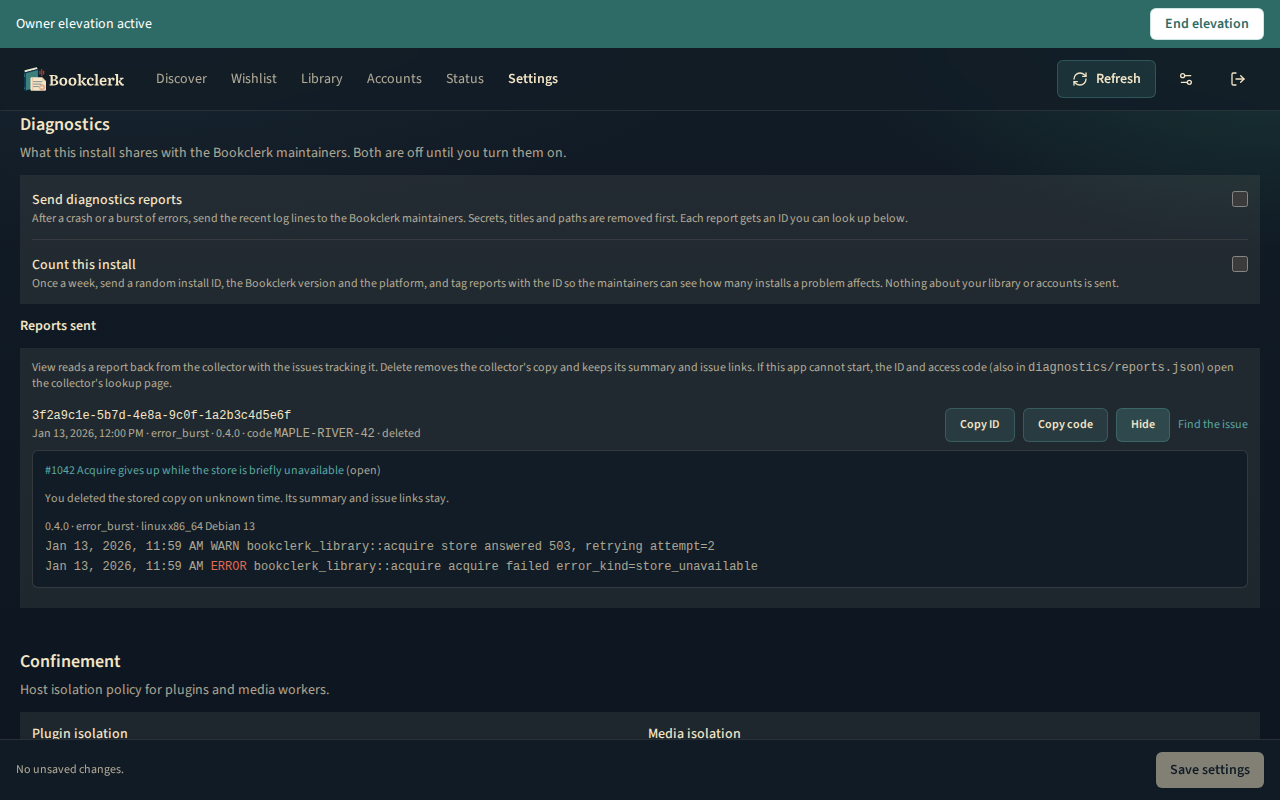 Owner elevation active
End elevation
Bookclerk
Discover
Wishlist
Library
Accounts
Status
Settings
Refresh
Diagnostics
What this install shares with the Bookclerk maintainers. Both are off until you turn them on.
Send diagnostics reports
After a crash or a burst of errors, send the recent log lines to the Bookclerk maintainers. Secrets, titles and paths are removed first. Each report gets an ID you can look up below.
Count this install
Once a week, send a random install ID, the Bookclerk version and the platform, and tag reports with the ID so the maintainers can see how many installs a problem affects. Nothing about your library or accounts is sent.
Reports sent
View reads a report back from the collector with the issues tracking it. Delete removes the collector's copy and keeps its summary and issue links. If this app cannot start, the ID and access code (also in diagnostics/reports.json) open
the collector's lookup page.
3f2a9c1e-5b7d-4e8a-9c0f-1a2b3c4d5e6f
Jan 13, 2026, 12:00 PM · error_burst · 0.4.0 · code MAPLE-RIVER-42 · deleted
Copy ID
Copy code
Hide
Find the issue
#1042 Acquire gives up while the store is briefly unavailable (open)
You deleted the stored copy on unknown time. Its summary and issue links stay.
0.4.0 · error_burst · linux x86_64 Debian 13
Jan 13, 2026, 11:59 AM WARN bookclerk_library::acquire store answered 503, retrying attempt=2
Jan 13, 2026, 11:59 AM ERROR bookclerk_library::acquire acquire failed error_kind=store_unavailable
Confinement
Host isolation policy for plugins and media workers.
Plugin isolation
Media isolation
No unsaved changes.
Save settings